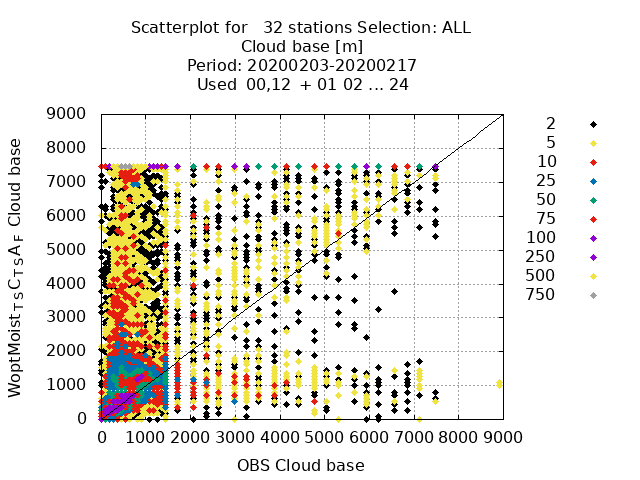 Scatterplot for   32 stations Selection: ALL
Cloud base [m]
Period: 20200203-20200217
Used  00,12  + 01 02 ... 24
WoptMoist_T S C_T S A_F Cloud base
9000
8000
7000
6000
5000
4000
3000
2000
1000
0
0 1000 2000 3000 4000 5000 6000 7000 8000 9000
OBS Cloud base
2
5
10
25
50
75
100
250
500
750